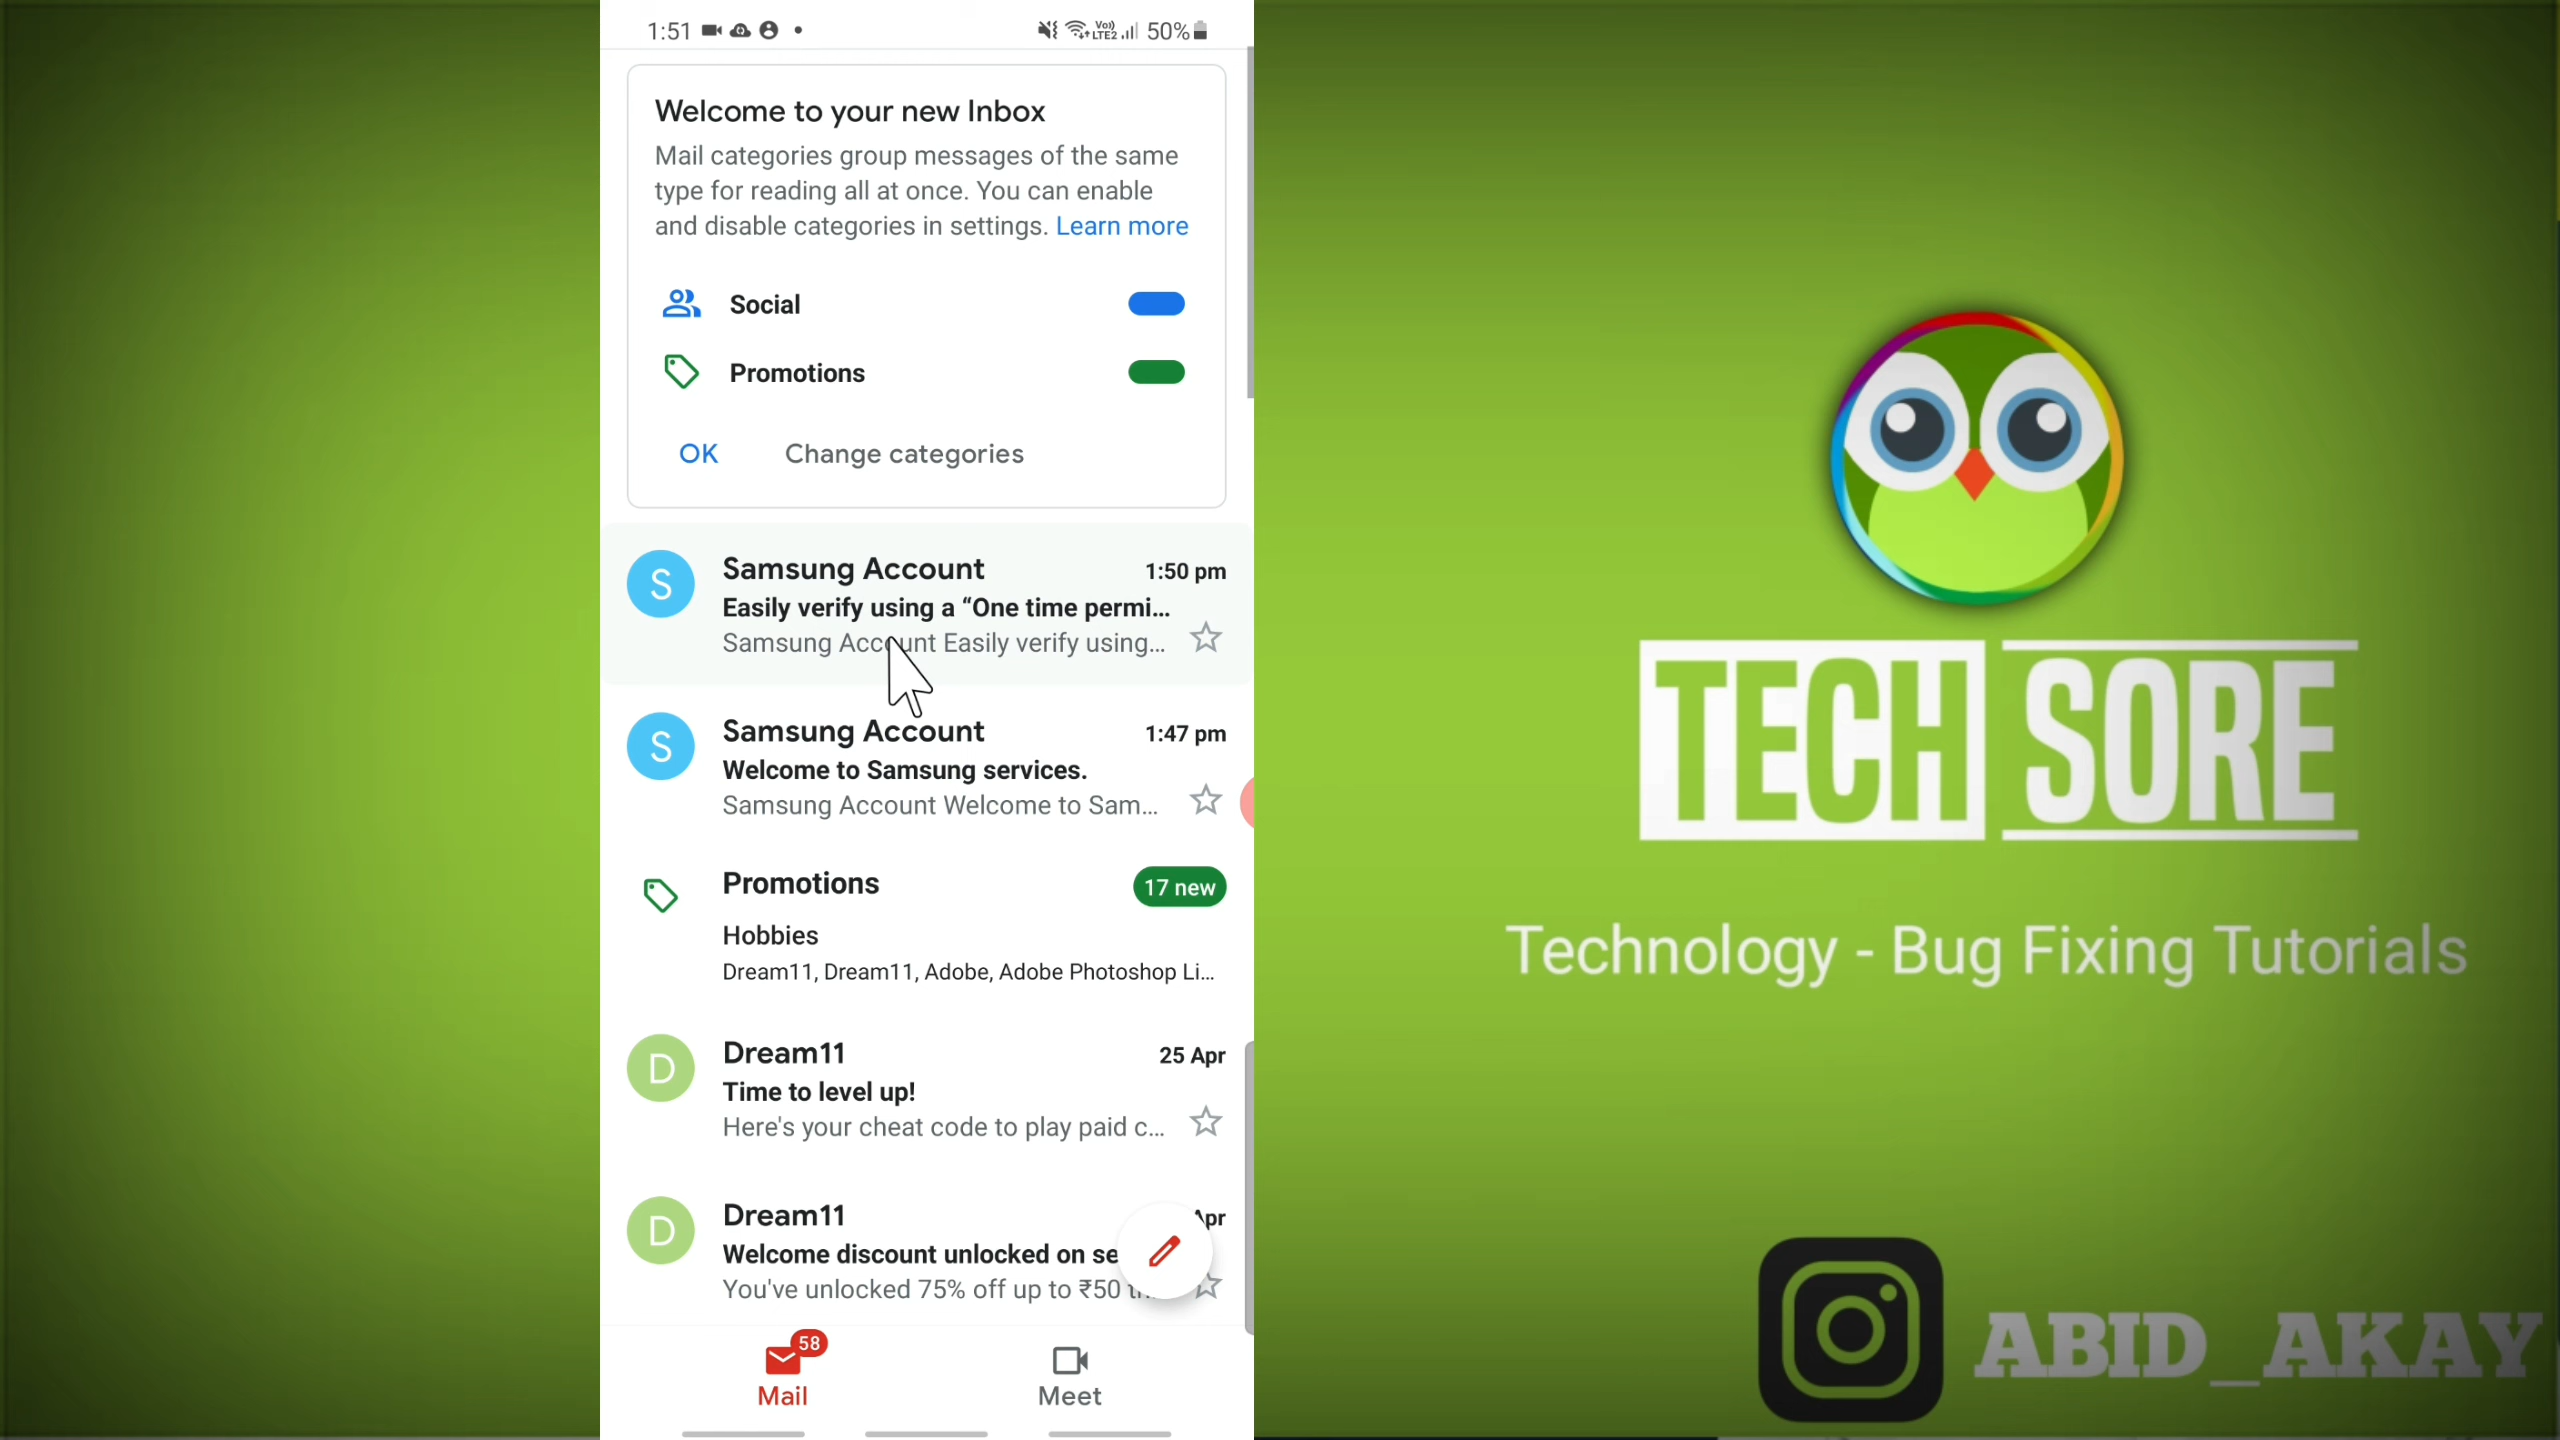 1:51
Vo))
LTE2
50%
Welcome to your new Inbox
Mail categories group messages of the same
type for reading all at once. You can enable
and disable categories in settings. Learn more
Social
Promotions
OK
Change categories
S
Samsung Account
1:50 pm
Easily verify using a “One time permi...
Samsung Account Easily verify using...
S
Samsung Account
1:47 pm
Welcome to Samsung services.
Samsung Account Welcome to Sam...
Promotions
17 new
Hobbies
Dream11, Dream11, Adobe, Adobe Photoshop Li...
D
Dream11
25 Apr
Time to level up!
Here's your cheat code to play paid c...
D
Dream11
Apr
Welcome discount unlocked on se
You've unlocked 75% off up to ₹50
58
Mail
Meet
TECH SORE
Technology - Bug Fixing Tutorials
ABID_AKAY